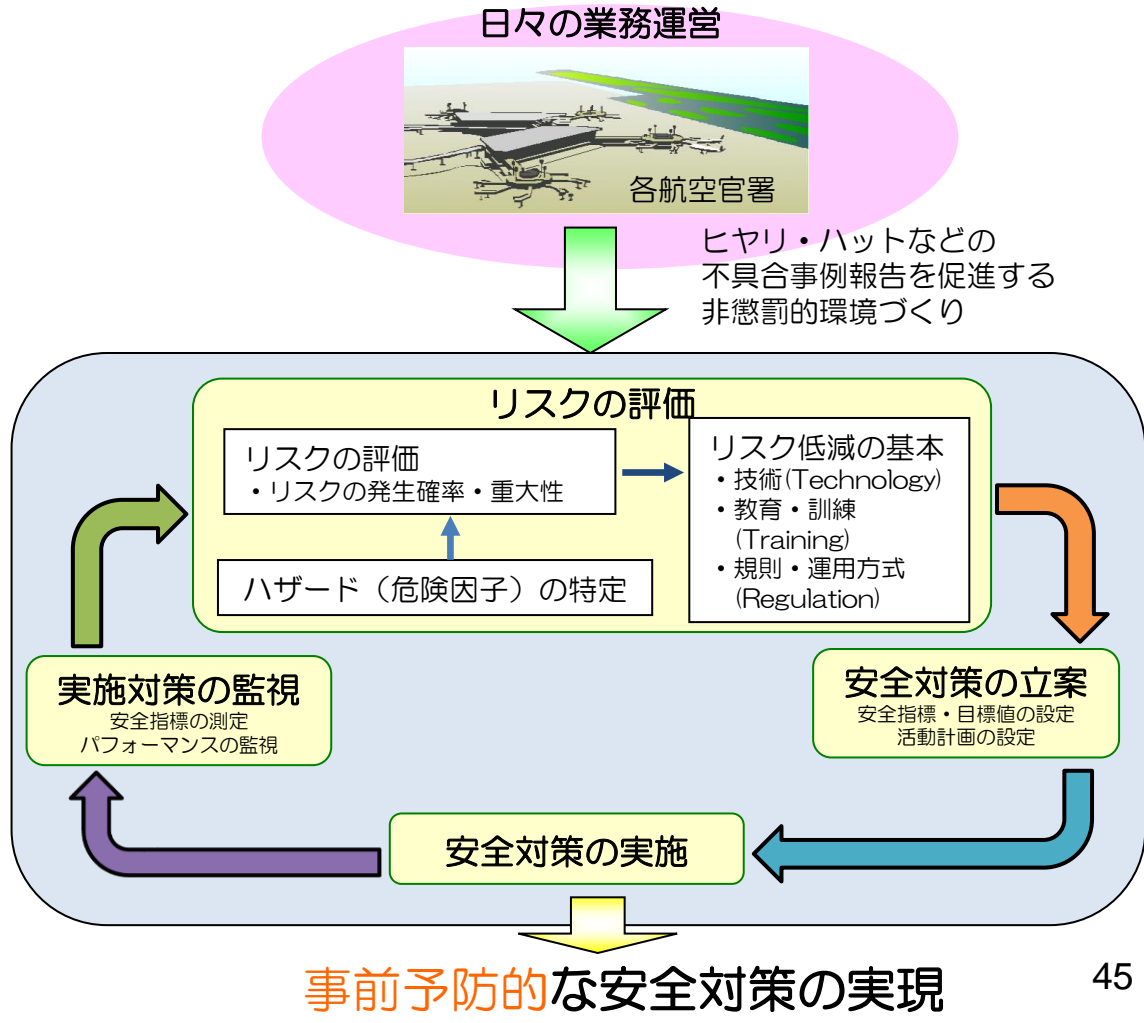 日々の業務運営
各航空官署
ヒヤリ・ハットなどの
不具合事例報告を促進する
非懲罰的環境づくり
リスクの評価
リスクの評価
・リスクの発生確率・重大性
ハザード（危険因子）の特定
リスク低減の基本
・技術(Technology)
・教育・訓練
(Training)
・規則・運用方式
(Regulation)
実施対策の監視
安全指標の測定
パフォーマンスの監視
安全対策の立案
安全指標・目標値の設定
活動計画の設定
安全対策の実施
事前予防的な安全対策の実現
45